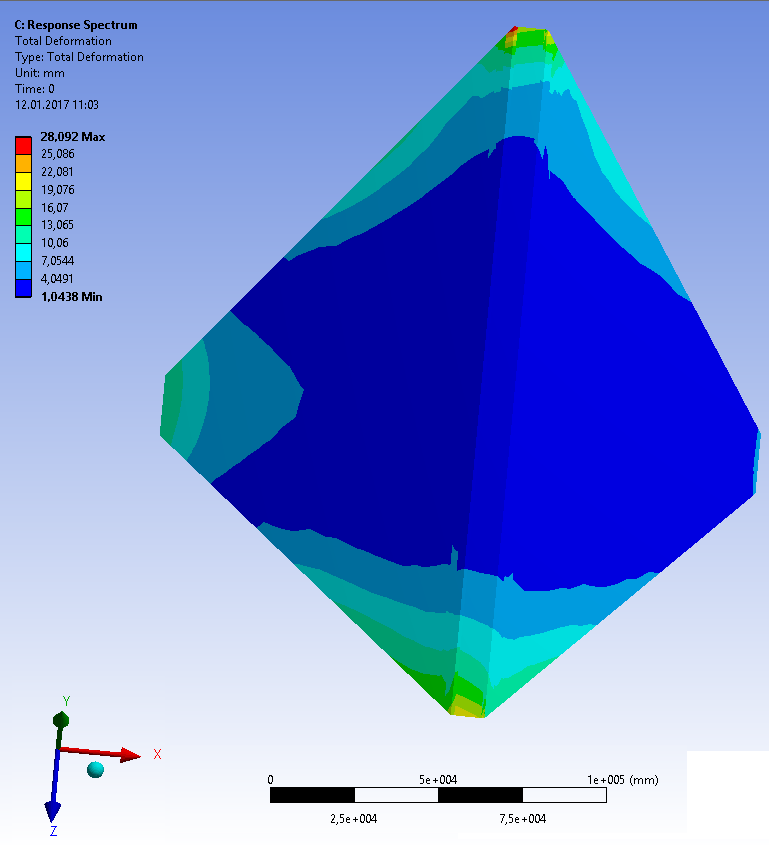 C: Response Spectrum
Total Deformation
Type: Total Deformation
Unit: mm
Time: 0
12.01.2017 11:03
28,092 Max
25,086
22,081
19,076
16,07
13,065
10,06
7,0544
4,0491
1,0438 Min
Y
X
Z
0 5e+004 1e+005 (mm)
2,5e+004 7,5e+004